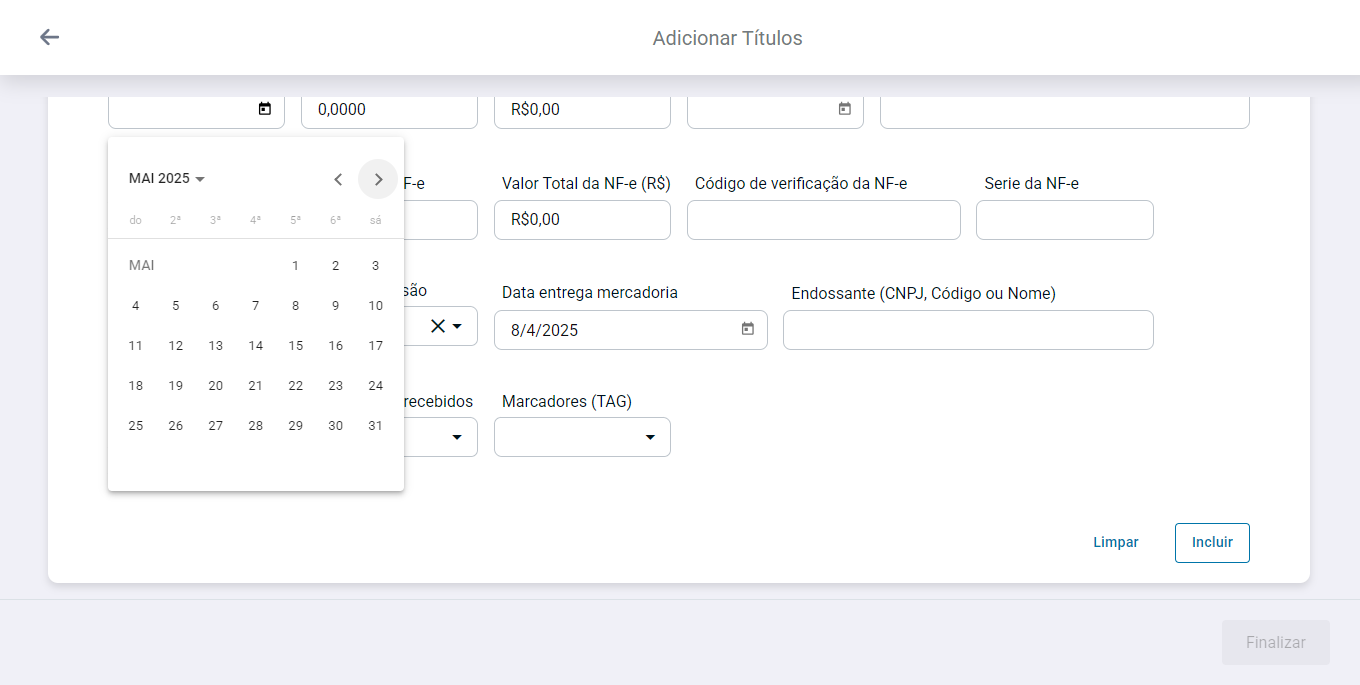 Adicionar Títulos
0,0000 R$0,00
MAI 2025
F-e Valor Total da NF-e (R$) Código de verificação da NF-e Serie da NF-e
do 2ª 3ª 4ª 5ª 6ª sá
R$0,00
MAI 1 2 3
são Data entrega mercadoria Endossante (CNPJ, Código ou Nome)
4 5 6 7 8 9 10
8/4/2025
11 12 13 14 15 16 17
18 19 20 21 22 23 24
recebidos Marcadores (TAG)
25 26 27 28 29 30 31
Limpar Incluir
Finalizar